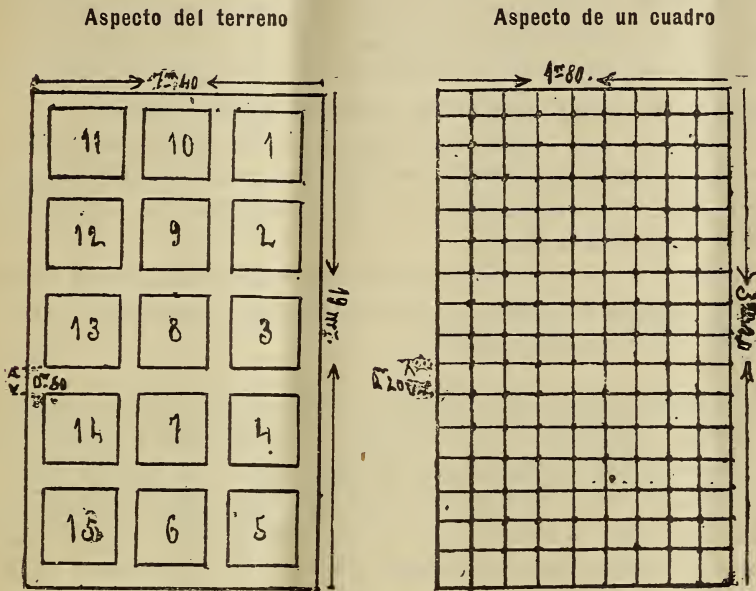 Aspecto del terreno
Aspecto de un cuadro
7m40
1m80
11 10 1
12 9 2
13 8 3
14 7 4
15 6 5
19 m
0m60